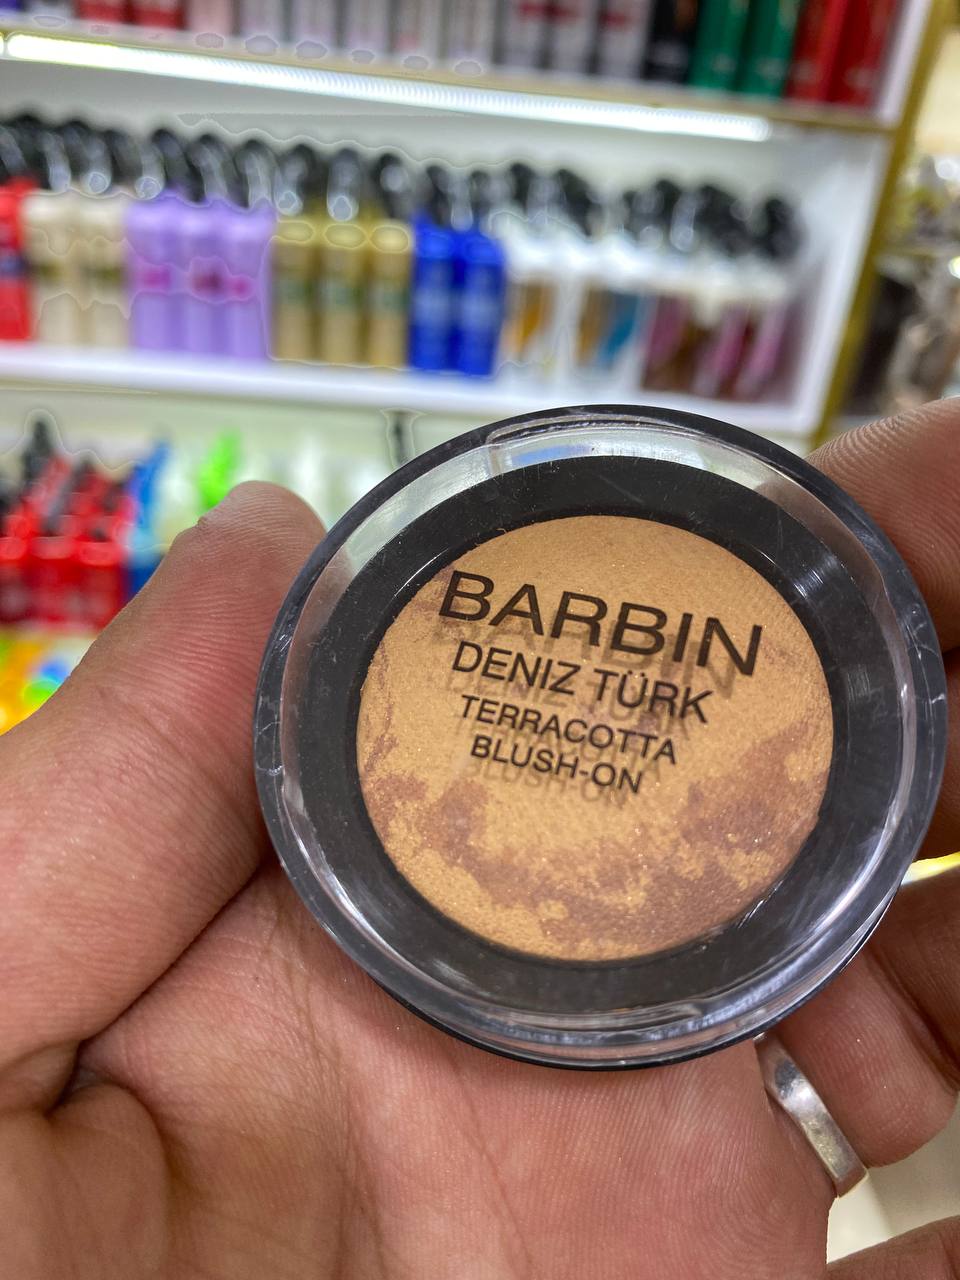 BARBIN
DENIZ TÜRK
TERRACOTTA
BLUSH-ON